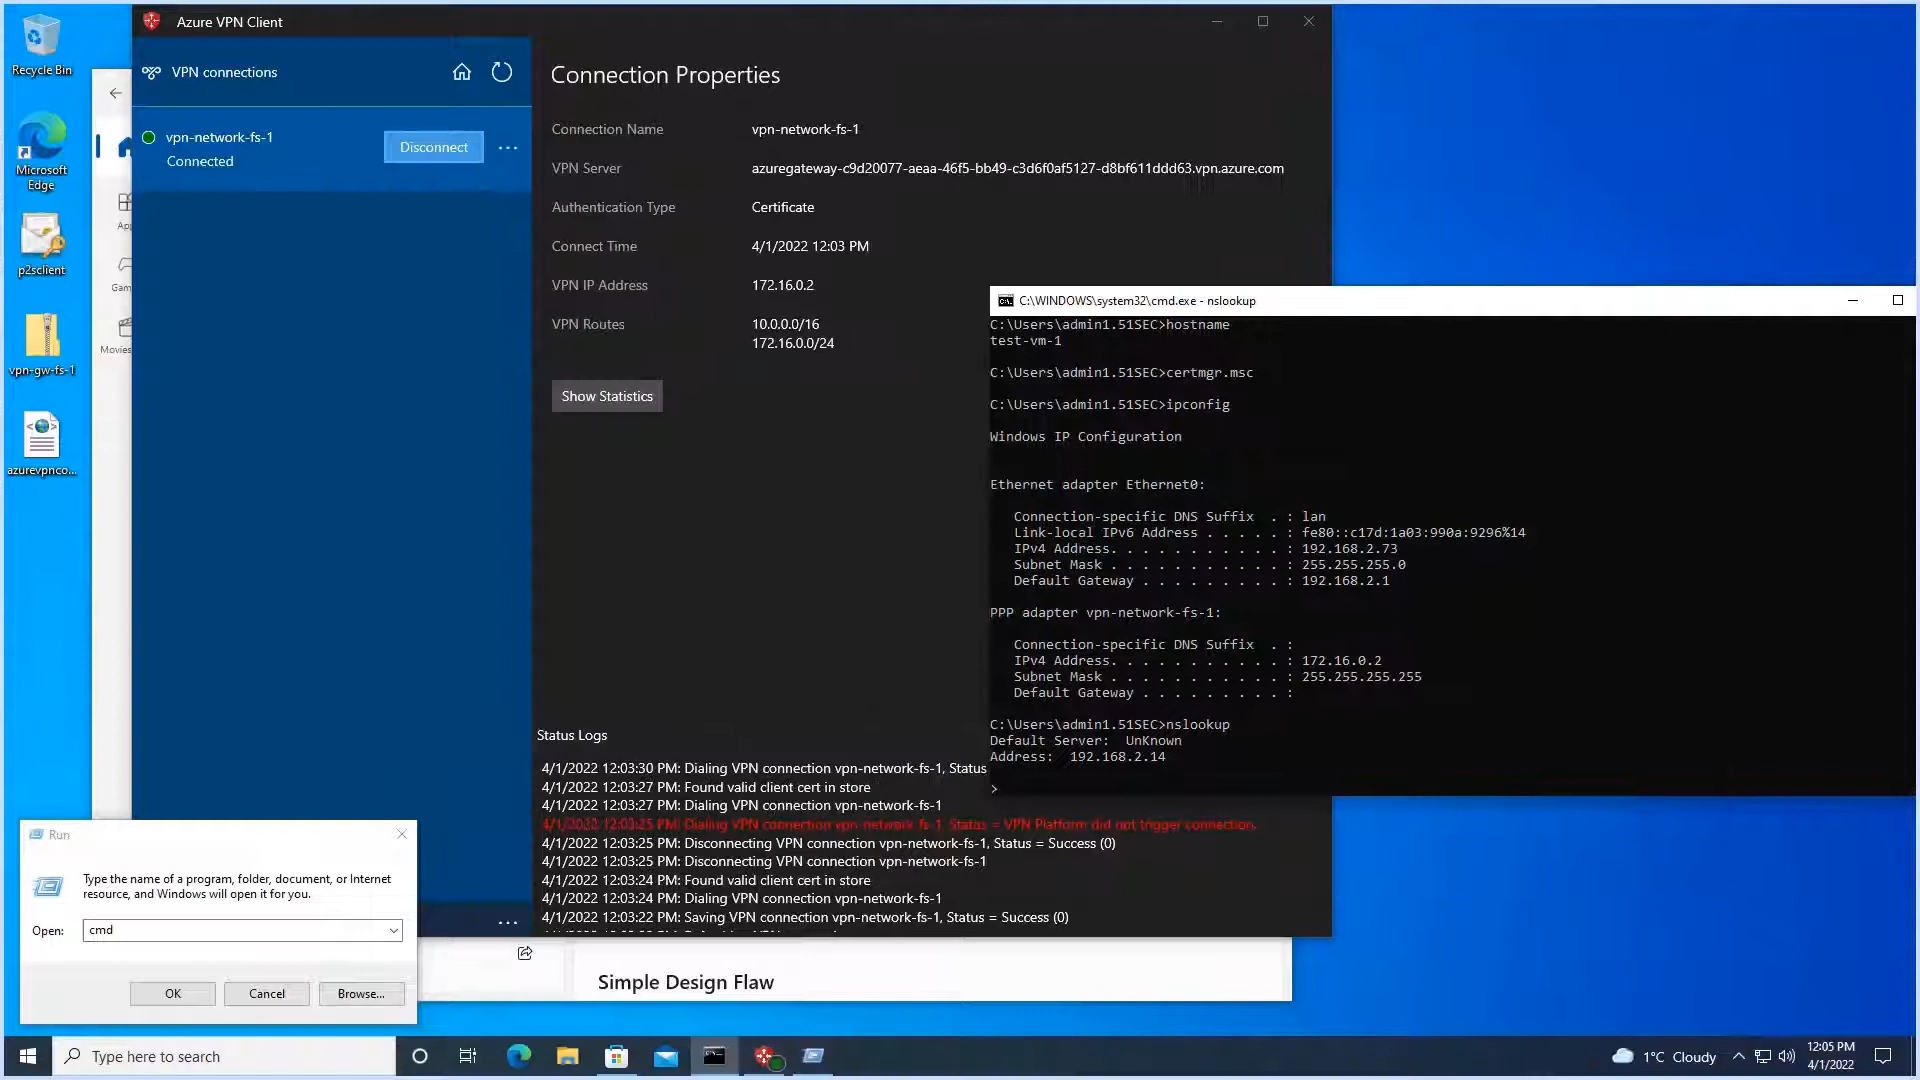 Recycle Bin
Microsoft
Edge
p2sclient
vpn-gw-fs-1
azurevpnco...
Gam
Movies
Azure VPN Client
VPN connections
vpn-network-fs-1
Connected
Disconnect
Connection Properties
Connection Name vpn-network-fs-1
VPN Server azuregateway-c9d20077-aeaa-46f5-bb49-c3d6f0af5127-d8bf611ddd63.vpn.azure.com
Authentication Type Certificate
Connect Time 4/1/2022 12:03 PM
VPN IP Address 172.16.0.2
VPN Routes 10.0.0.0/16
172.16.0.0/24
Show Statistics
Status Logs
4/1/2022 12:03:30 PM: Dialing VPN connection vpn-network-fs-1, Status
4/1/2022 12:03:27 PM: Found valid client cert in store
4/1/2022 12:03:27 PM: Dialing VPN connection vpn-network-fs-1
4/1/2022 12:03:25 PM: Dialing VPN connection vpn-network-fs-1, Status = VPN Platform did not trigger connection.
4/1/2022 12:03:25 PM: Disconnecting VPN connection vpn-network-fs-1, Status = Success (0)
4/1/2022 12:03:25 PM: Disconnecting VPN connection vpn-network-fs-1
4/1/2022 12:03:24 PM: Found valid client cert in store
4/1/2022 12:03:24 PM: Dialing VPN connection vpn-network-fs-1
4/1/2022 12:03:22 PM: Saving VPN connection vpn-network-fs-1, Status = Success (0)
C:\WINDOWS\system32\cmd.exe - nslookup
C:\Users\admin1.51SEC>hostname
test-vm-1
C:\Users\admin1.51SEC>certmgr.msc
C:\Users\admin1.51SEC>ipconfig
Windows IP Configuration
Ethernet adapter Ethernet0:
Connection-specific DNS Suffix . : lan
Link-local IPv6 Address . . . . . : fe80::c17d:1a03:990a:9296%14
IPv4 Address. . . . . . . . . . . : 192.168.2.73
Subnet Mask . . . . . . . . . . . : 255.255.255.0
Default Gateway . . . . . . . . . : 192.168.2.1
PPP adapter vpn-network-fs-1:
Connection-specific DNS Suffix . :
IPv4 Address. . . . . . . . . . . : 172.16.0.2
Subnet Mask . . . . . . . . . . . : 255.255.255.255
Default Gateway . . . . . . . . . :
C:\Users\admin1.51SEC>nslookup
Default Server: UnKnown
Address: 192.168.2.14
>
Run
Type the name of a program, folder, document, or Internet
resource, and Windows will open it for you.
Open: cmd
OK Cancel Browse...
Simple Design Flaw
Type here to search
1°C Cloudy
12:05 PM
4/1/2022